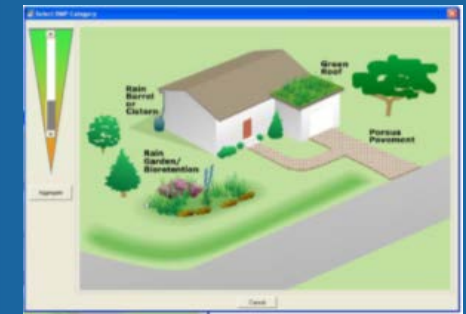 Select BMP Category
Rain
Barrel
or
Cistern
Green
Roof
Porous
Pavement
Rain
Garden/
Bioretention
Aggregate
Cancel